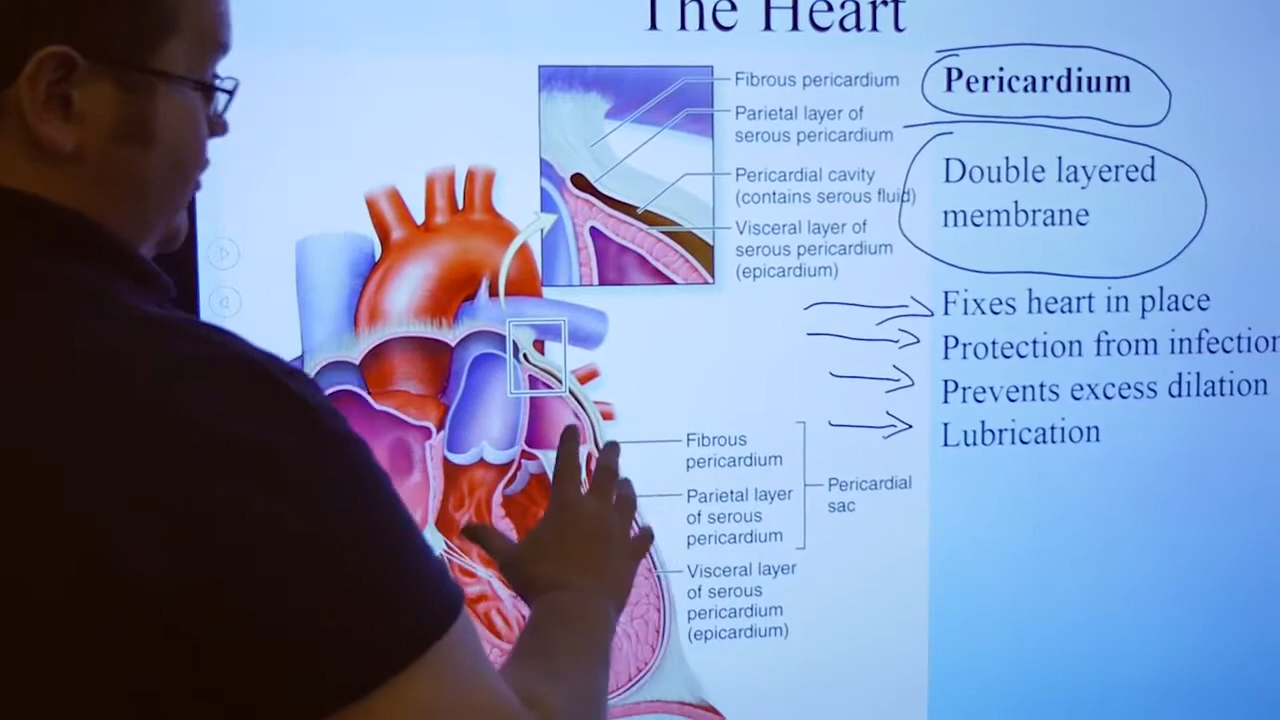 The Heart
Fibrous pericardium
Parietal layer of
serous pericardium
Pericardial cavity
(contains serous fluid)
Visceral layer of
serous pericardium
(epicardium)
Pericardium
Double layered
membrane
Fixes heart in place
Protection from infection
Prevents excess dilation
Lubrication
Fibrous
pericardium
Parietal layer
of serous
pericardium
Pericardial
sac
Visceral layer
of serous
pericardium
(epicardium)